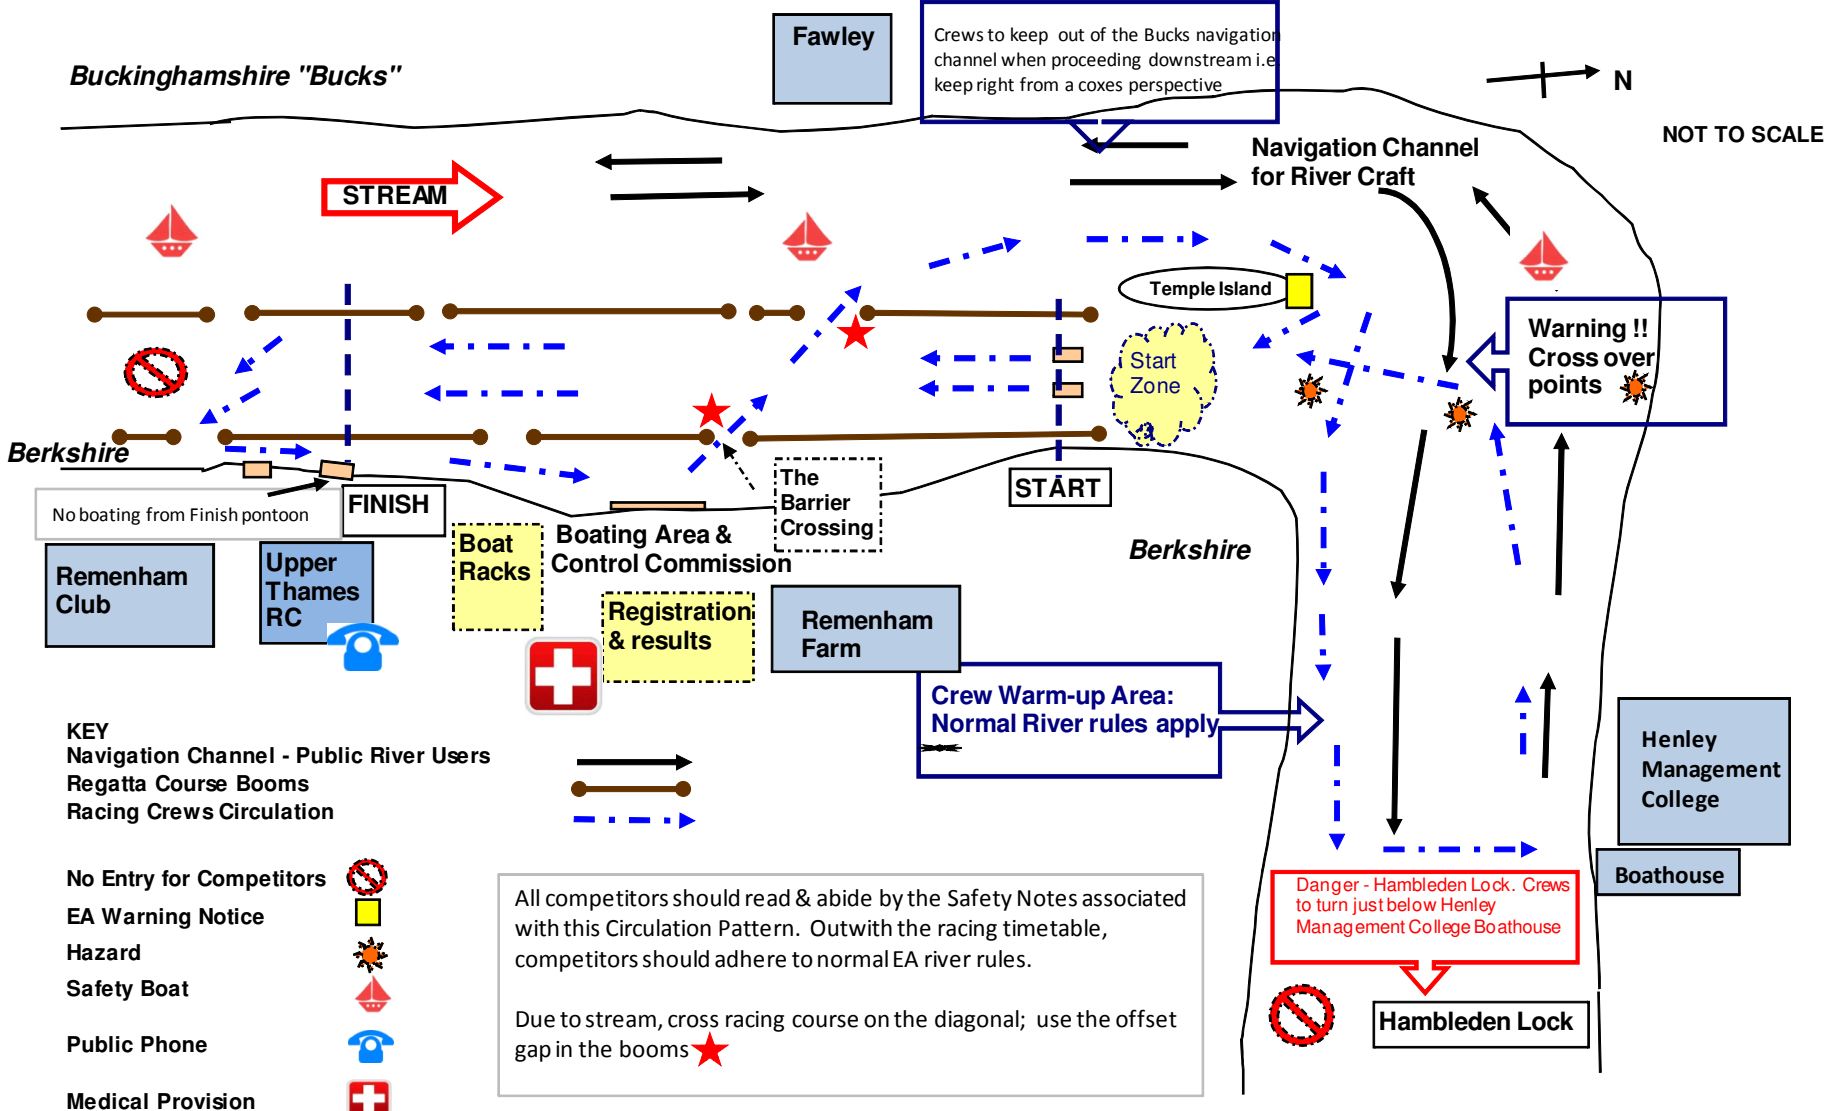 Fawley
Crews to keep out of the Bucks navigation
channel when proceeding downstream i.e.
keep right from a coxes perspective
Buckinghamshire "Bucks"
N
NOT TO SCALE
Navigation Channel
for River Craft
STREAM
Temple Island
Warning !!
Cross over
points
Start
Zone
Berkshire
The
Barrier
Crossing
START
No boating from Finish pontoon
FINISH
Boat
Racks
Boating Area &
Control Commission
Berkshire
Remenham
Club
Upper
Thames
RC
Registration
& results
Remenham
Farm
Crew Warm-up Area:
Normal River rules apply
Henley
Management
College
Boathouse
KEY
Navigation Channel - Public River Users
Regatta Course Booms
Racing Crews Circulation
No Entry for Competitors
EA Warning Notice
Hazard
Safety Boat
Public Phone
Medical Provision
All competitors should read & abide by the Safety Notes associated
with this Circulation Pattern. Outwith the racing timetable,
competitors should adhere to normal EA river rules.
Due to stream, cross racing course on the diagonal; use the offset
gap in the booms
Danger - Hambleden Lock. Crews
to turn just below Henley
Management College Boathouse
Hambleden Lock